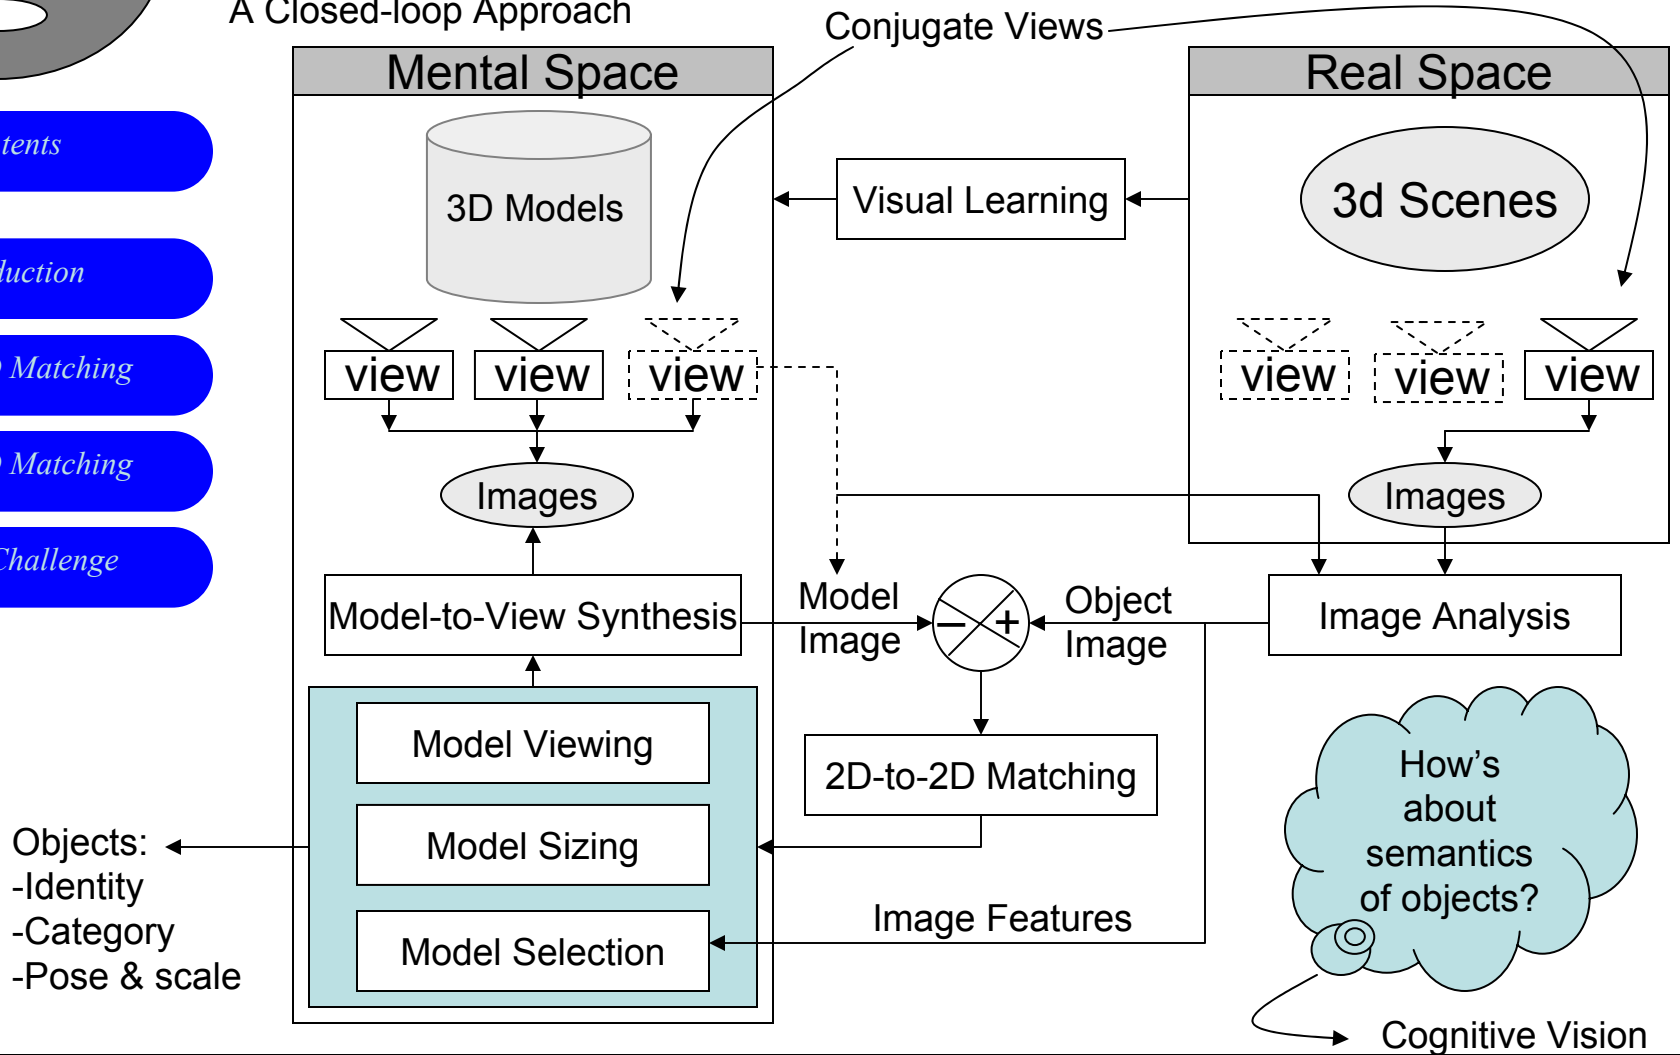 A Closed-loop Approach
Conjugate Views
Mental Space
Real Space
3D Models
Visual Learning
3d Scenes
view
view
view
view
view
view
Images
Images
Model-to-View Synthesis
Model
Image
–
+
Object
Image
Image Analysis
Model Viewing
2D-to-2D Matching
Model Sizing
Image Features
Model Selection
Objects:
-Identity
-Category
-Pose & scale
How's
about
semantics
of objects?
Cognitive Vision
Matching
Matching
Challenge